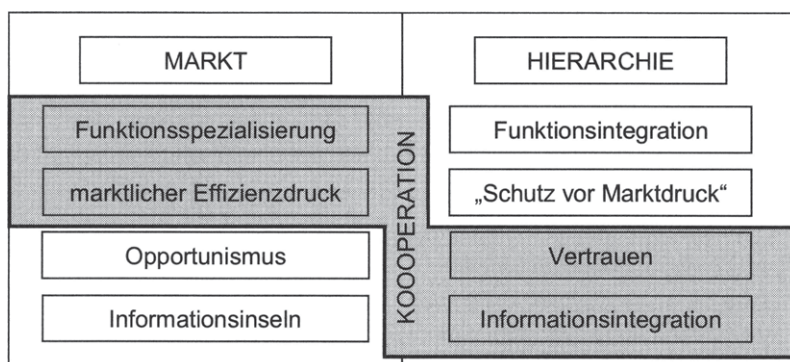 MARKT
HIERARCHIE
Funktionsspezialisierung
Funktionsintegration
marktlicher Effizienzdruck
„Schutz vor Marktdruck“
KOOOPERATION
Opportunismus
Vertrauen
Informationsinseln
Informationsintegration